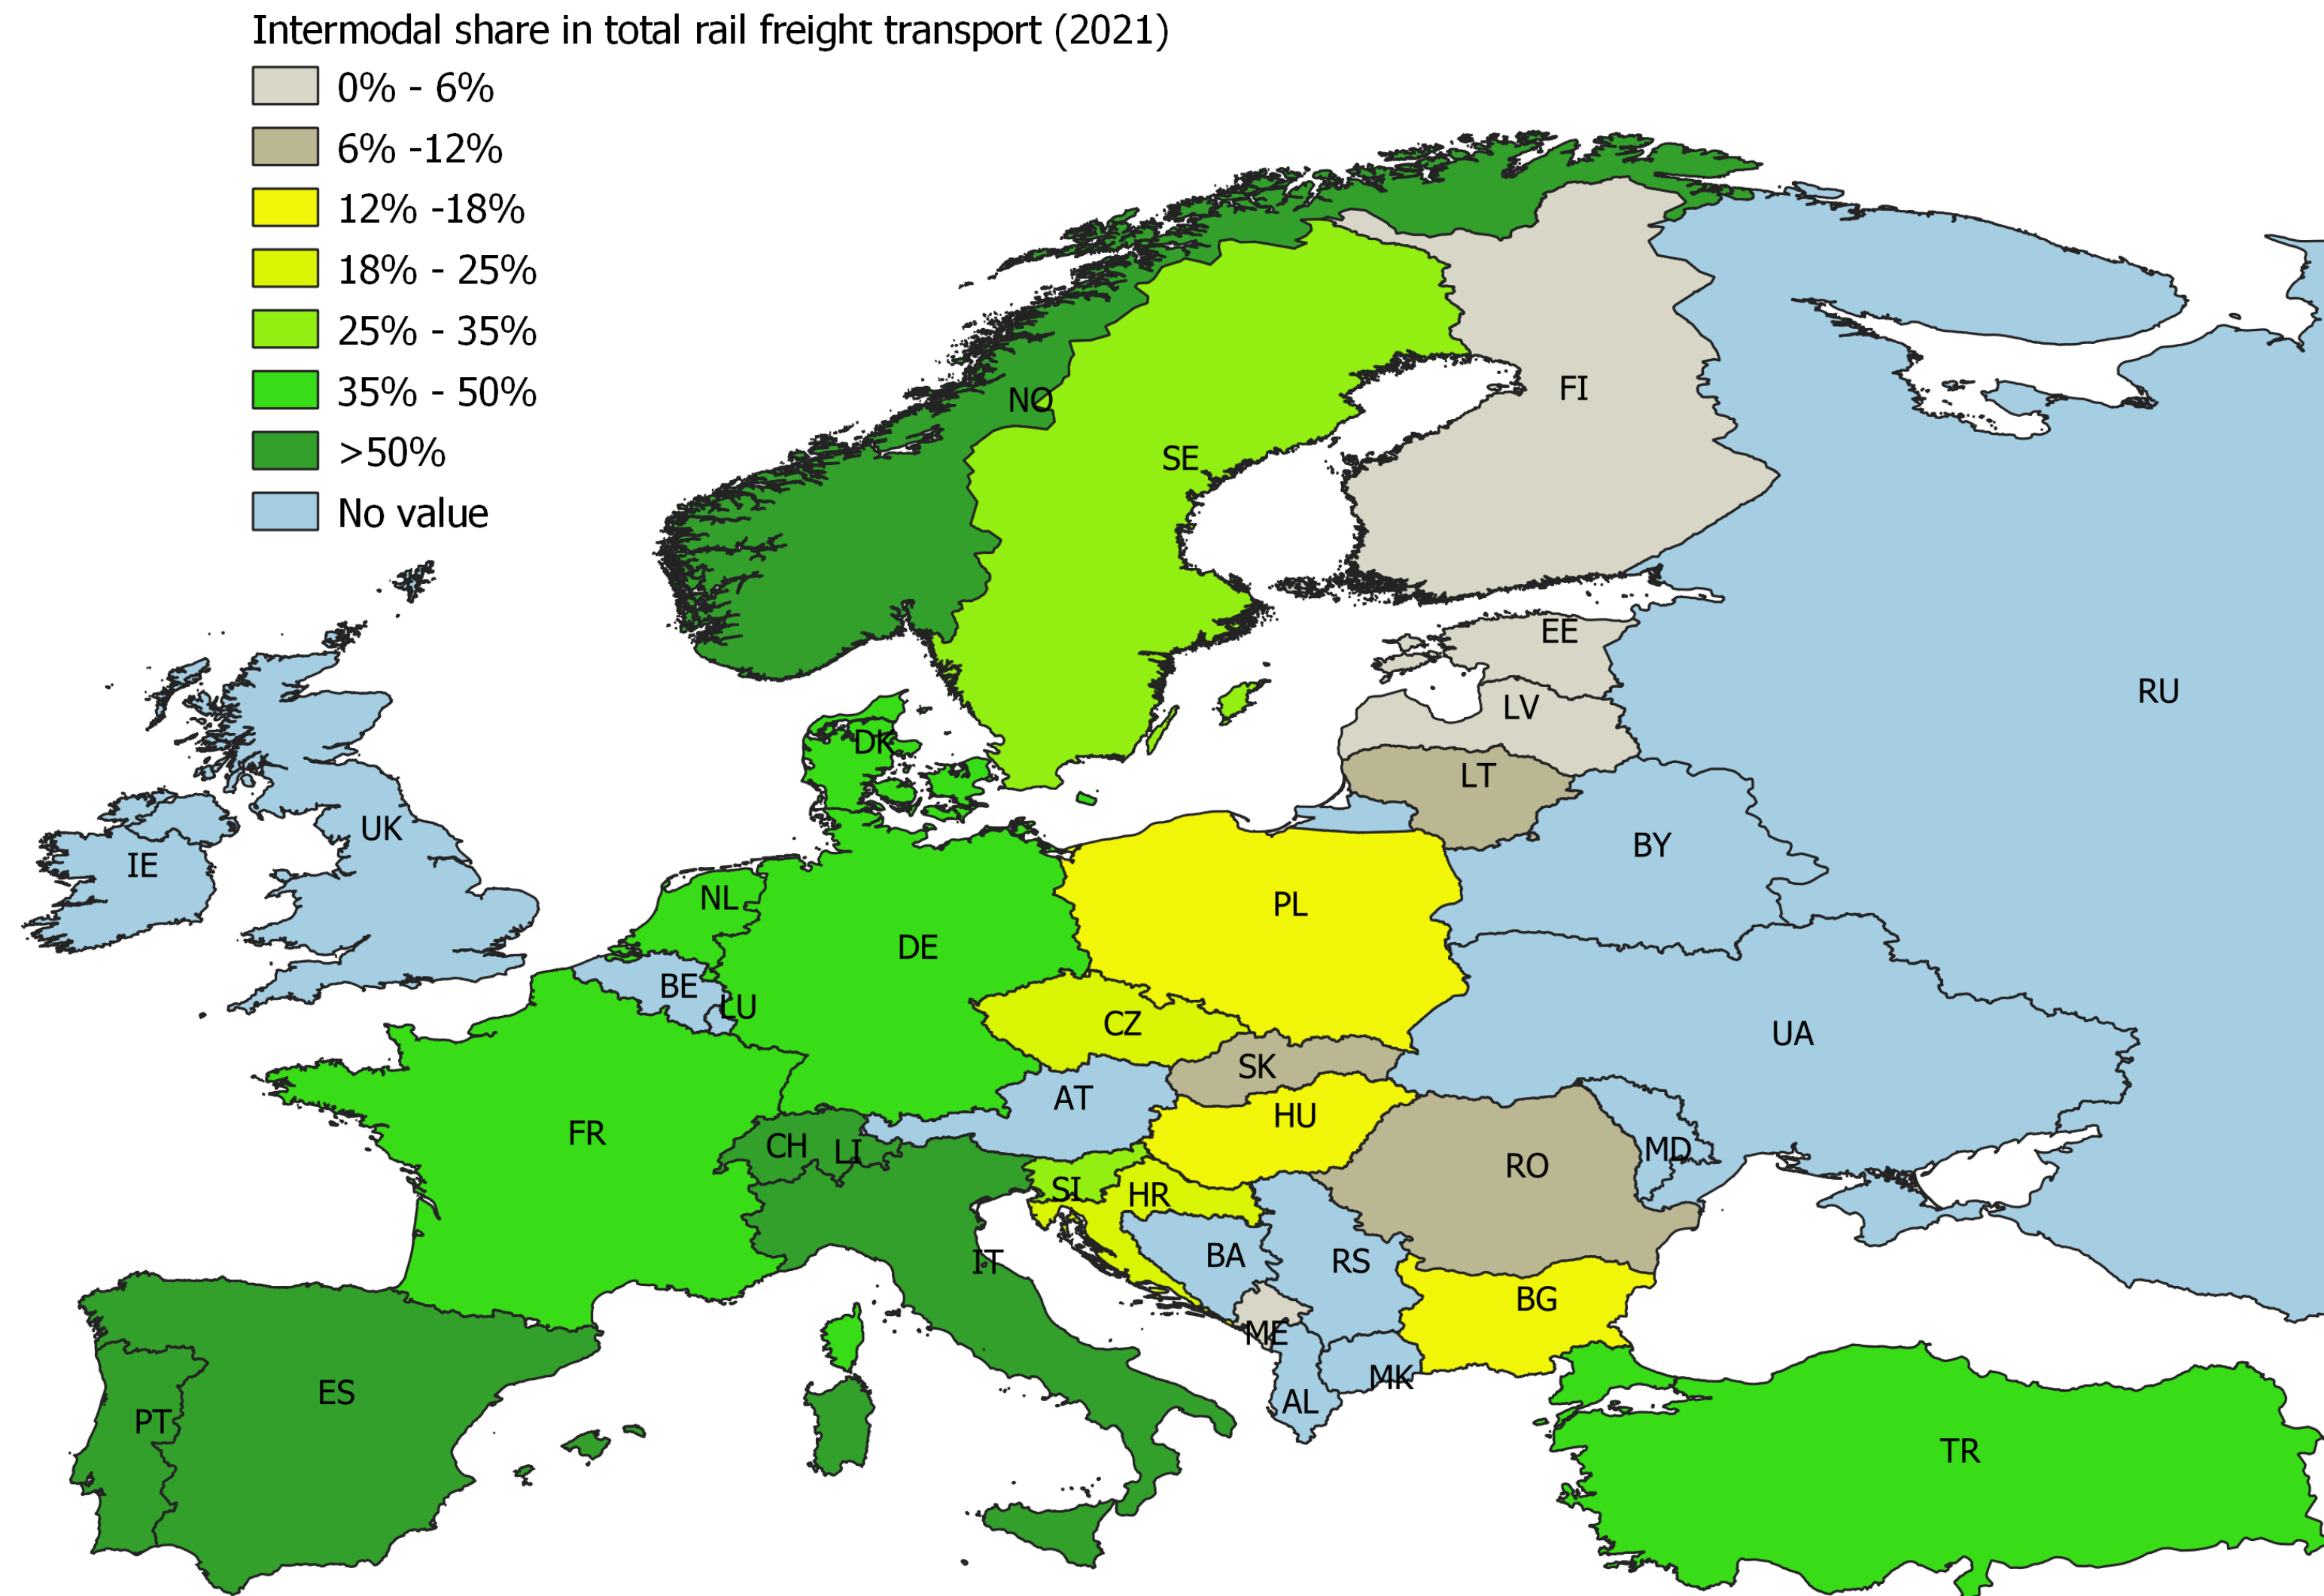 Intermodal share in total rail freight transport (2021)
0% - 6%
6% -12%
12% -18%
18% - 25%
25% - 35%
35% - 50%
>50%
No value
NO
FI
SE
EE
RU
LV
DK
LT
UK
BY
IE
NL
PL
DE
BE
LU
CZ
UA
SK
AT
HU
FR
CH
LI
MD
RO
SI
HR
BA
RS
IT
BG
ME
MK
ES
AL
PT
TR